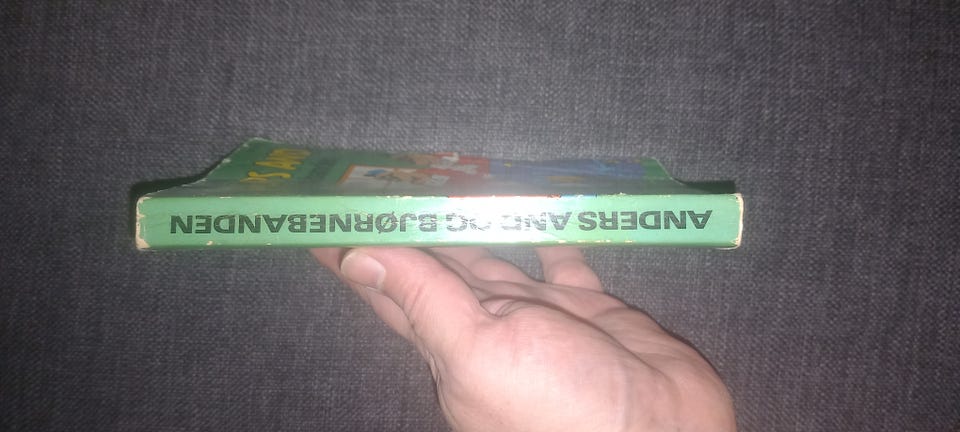 ANDERS AND OG BJØRNEBANDEN